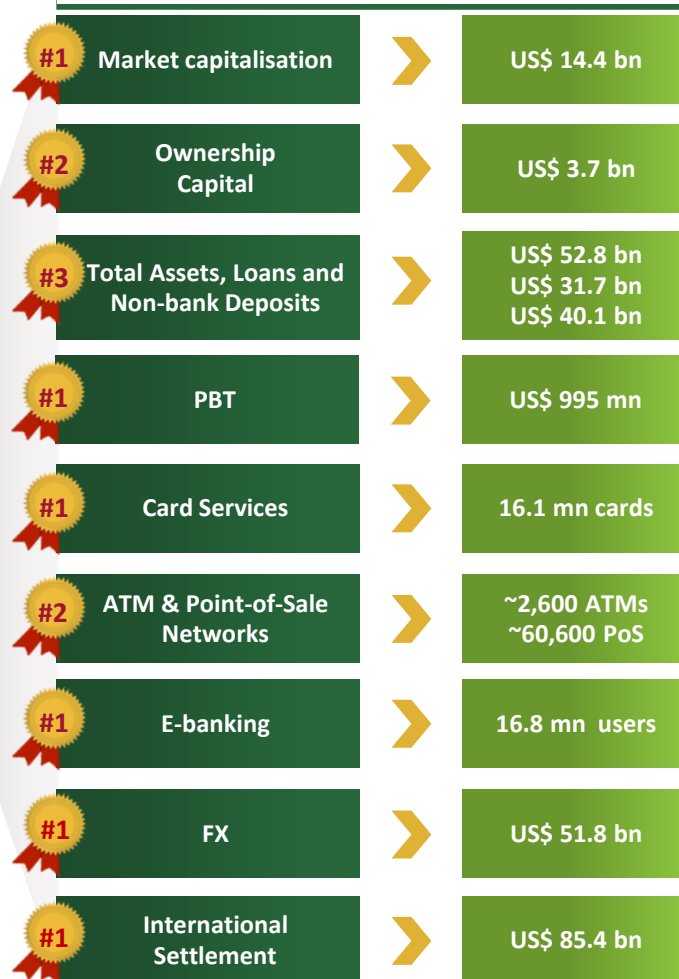 #1
Market capitalisation
US$ 14.4 bn
#2
Ownership
Capital
US$ 3.7 bn
#3
Total Assets, Loans and
Non-bank Deposits
US$ 52.8 bn
US$ 31.7 bn
US$ 40.1 bn
#1
PBT
US$ 995 mn
#1
Card Services
16.1 mn cards
#2
ATM & Point-of-Sale
Networks
~2,600 ATMs
~60,600 PoS
#1
E-banking
16.8 mn users
#1
FX
US$ 51.8 bn
#1
International
Settlement
US$ 85.4 bn